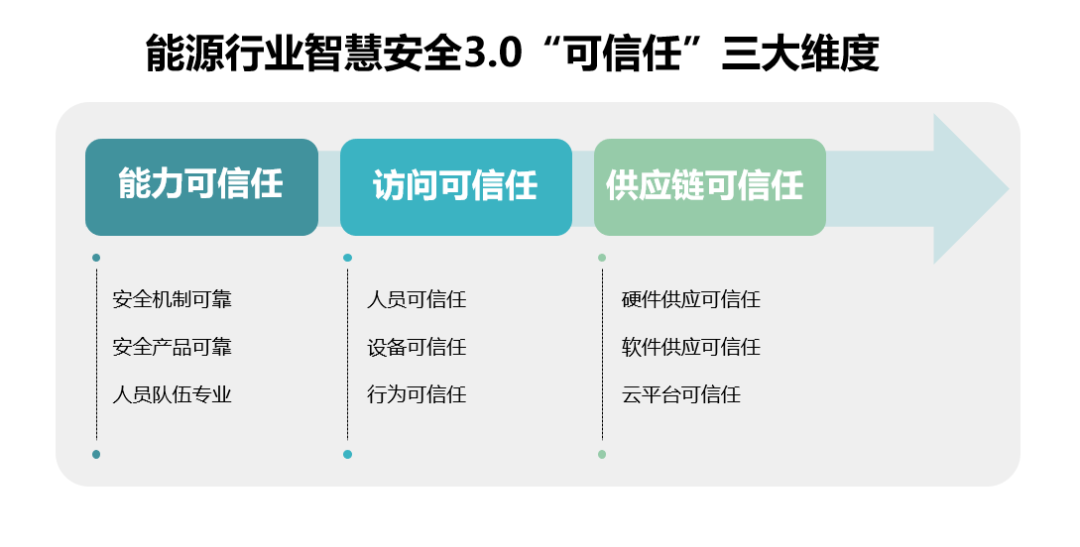 能源行业智慧安全3.0“可信任”三大维度
能力可信任
安全机制可靠
安全产品可靠
人员队伍专业
访问可信任
人员可信任
设备可信任
行为可信任
供应链可信任
硬件供应可信任
软件供应可信任
云平台可信任